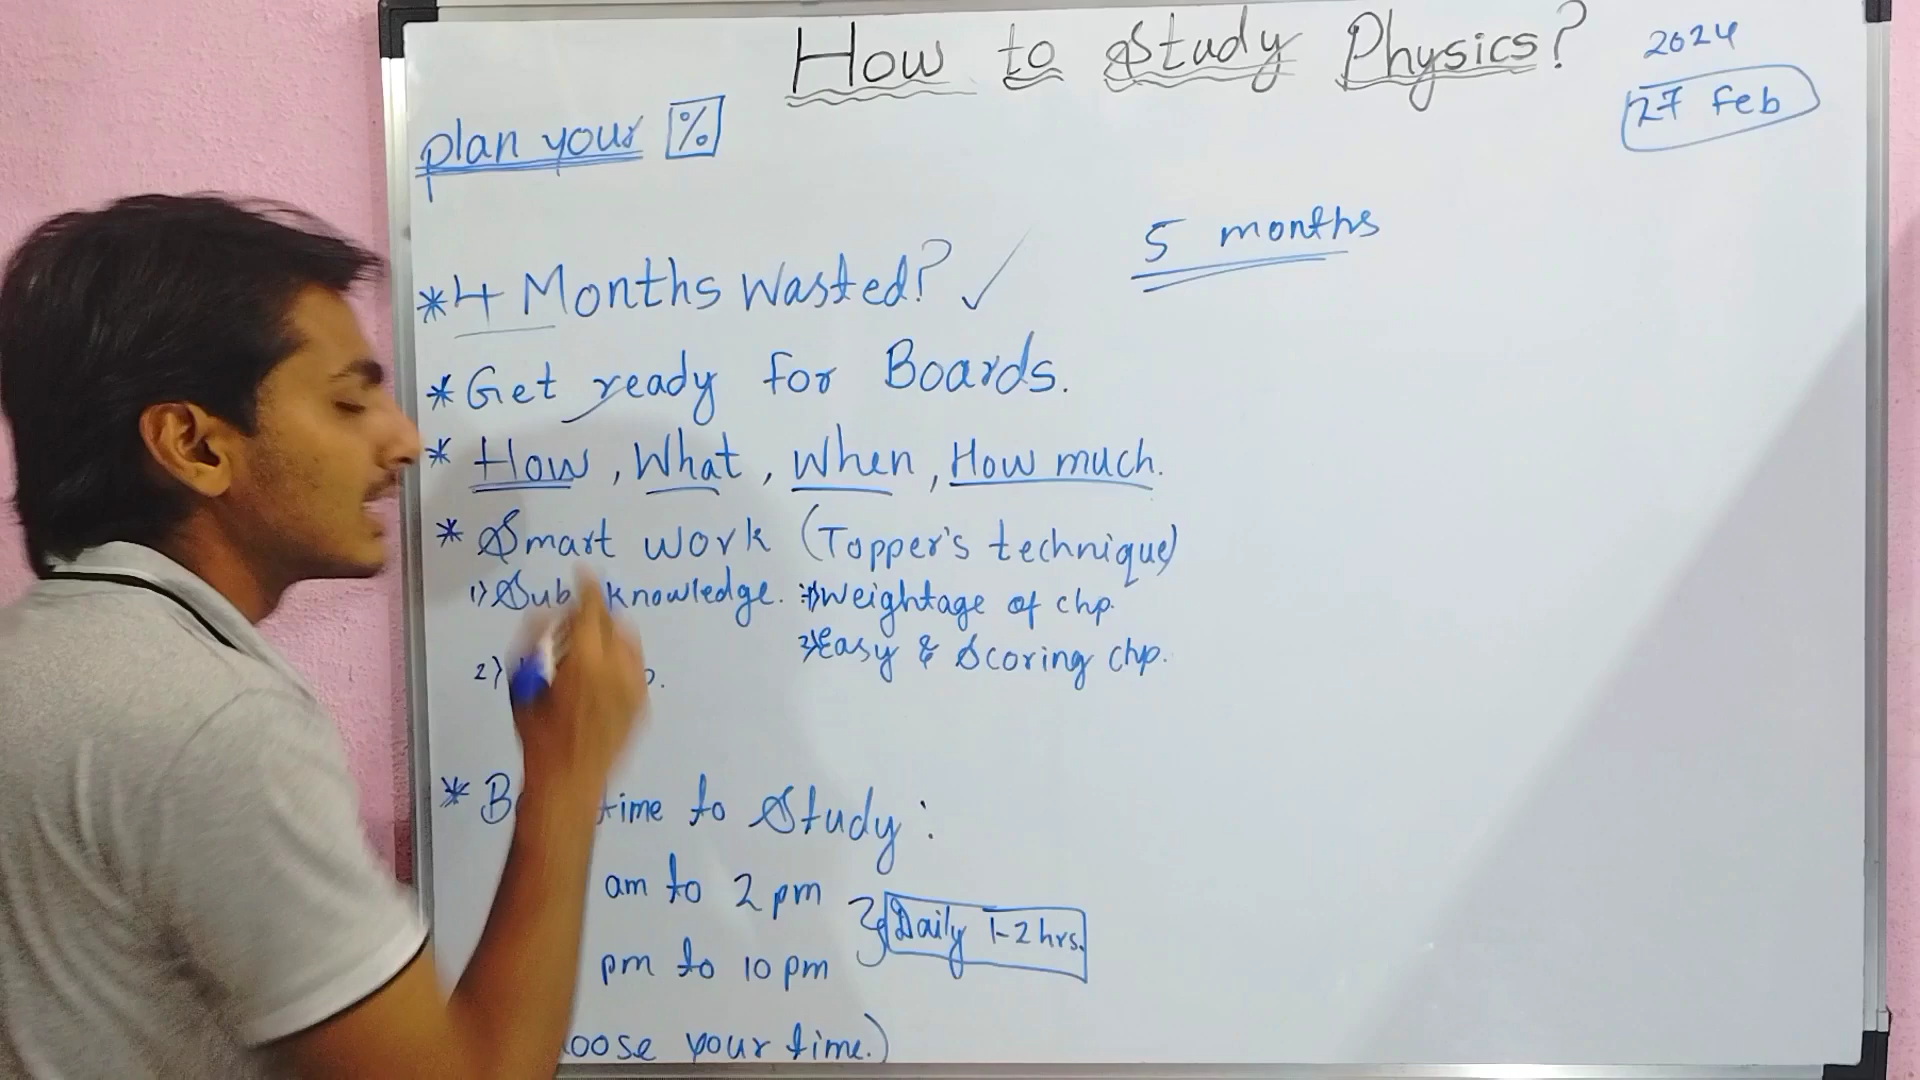 How to Study Physics?
2024
27 Feb
plan your %
5 months
*4 Months Wasted? ✓
*Get ready for Boards.
* How, What, When, How much.
* Smart work (Topper's technique)
1) Sub knowledge. 1) Weightage of chp.
2) Easy & Scoring chp.
2)
* time to Study:
am to 2 pm
pm to 10 pm
Daily 1-2 hrs.
your time.)